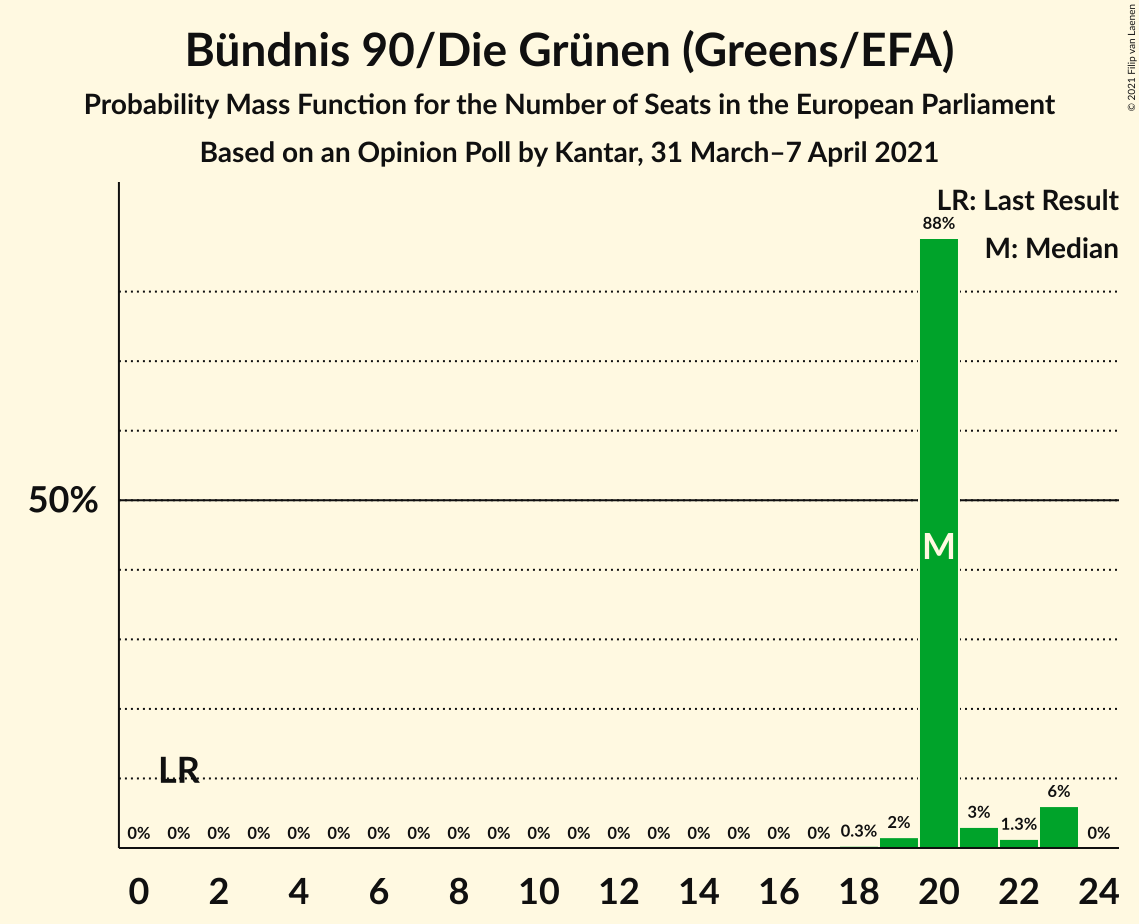 Bündnis 90/Die Grünen (Greens/EFA)
Probability Mass Function for the Number of Seats in the European Parliament
Based on an Opinion Poll by Kantar, 31 March–7 April 2021
© 2021 Filip van Laenen
LR: Last Result
88%
M: Median
50%
M
LR
0% 0% 0% 0% 0% 0% 0% 0% 0% 0% 0% 0% 0% 0% 0% 0% 0% 0% 0.3% 2% 3% 1.3% 6% 0%
0 2 4 6 8 10 12 14 16 18 20 22 24